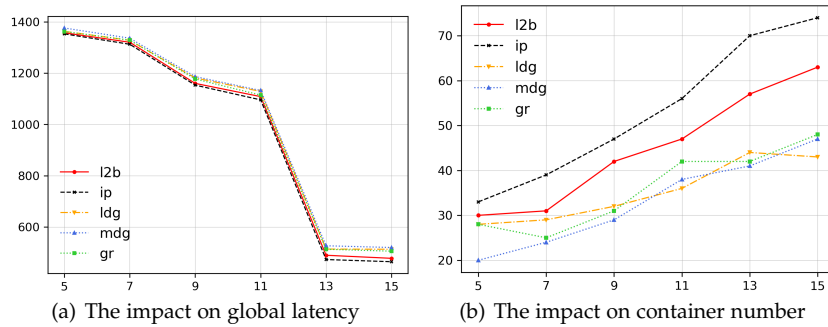 1400
1200
1000
800
600
l2b
ip
ldg
mdg
gr
5 7 9 11 13 15
(a) The impact on global latency
70
60
50
40
30
20
l2b
ip
ldg
mdg
gr
5 7 9 11 13 15
(b) The impact on container number